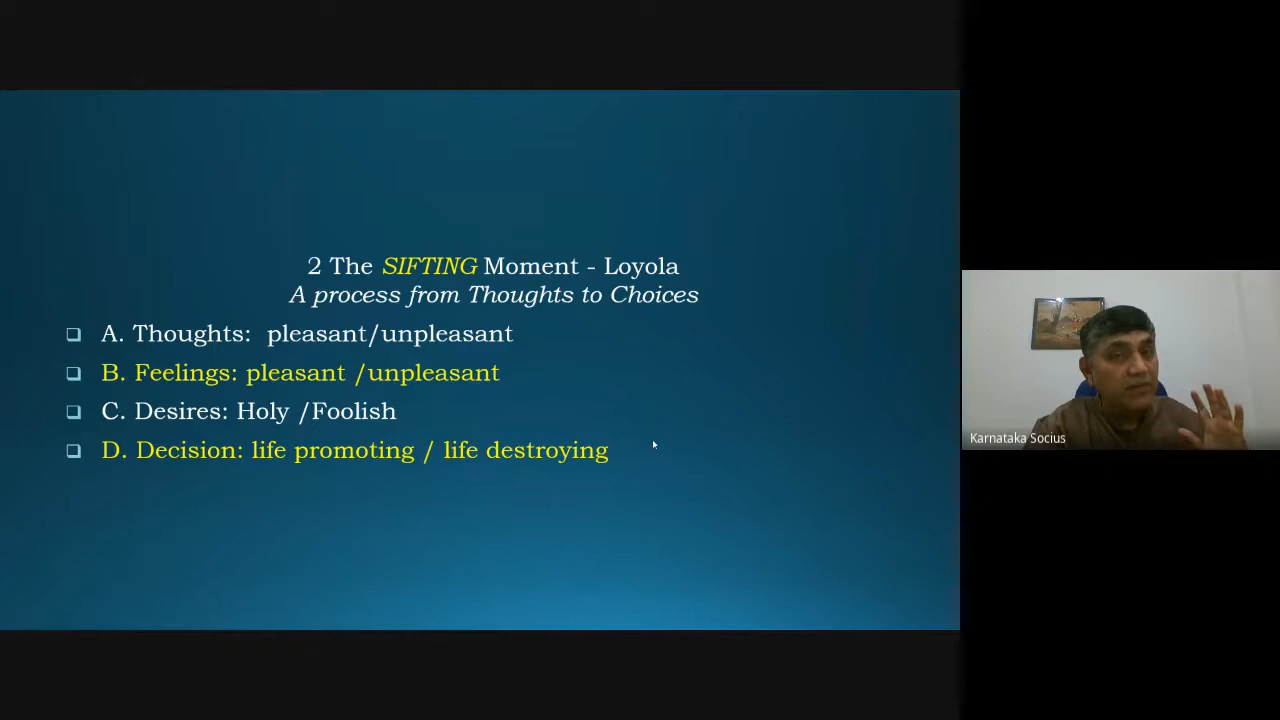 2 The SIFTING Moment - Loyola
A process from Thoughts to Choices
A. Thoughts:  pleasant/unpleasant
B. Feelings: pleasant /unpleasant
C. Desires: Holy /Foolish
D. Decision: life promoting / life destroying
Karnataka Socius